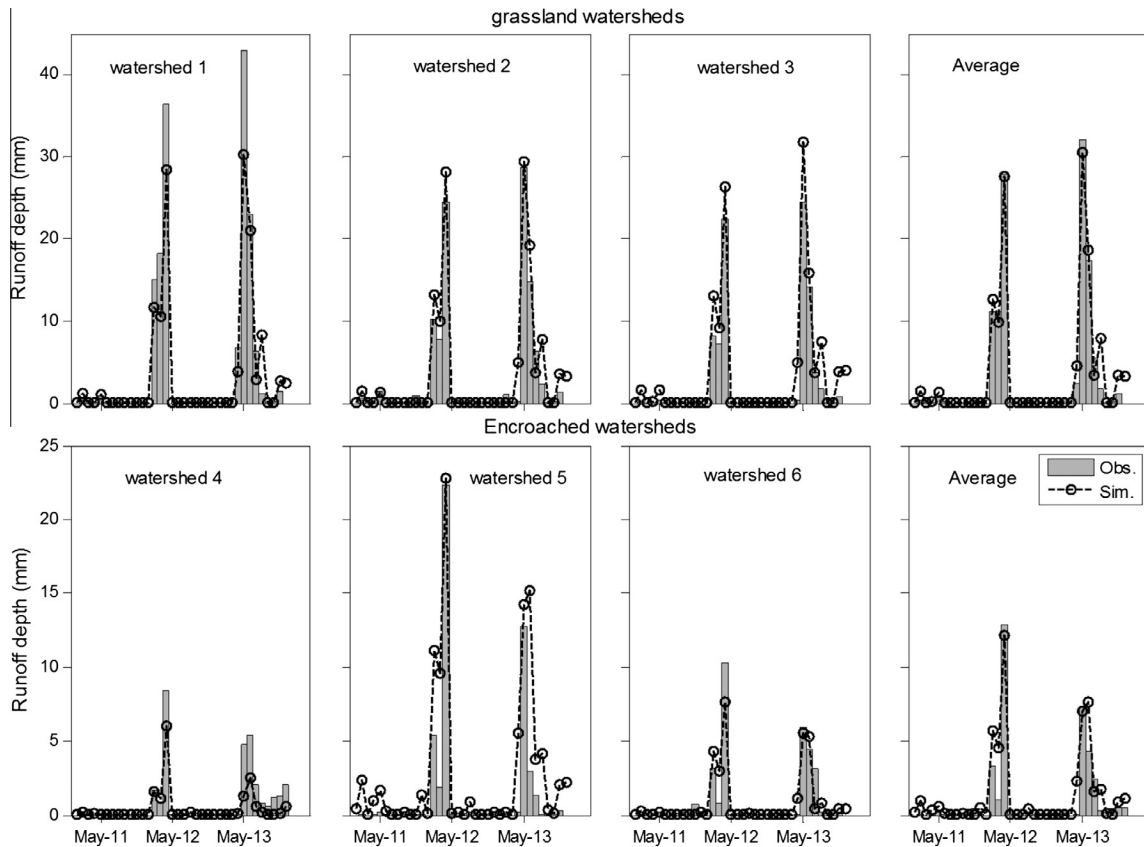 grassland watersheds
watershed 1
watershed 2
watershed 3
Average
Runoff depth (mm)
40
30
20
10
0
Encroached watersheds
watershed 4
watershed 5
watershed 6
Average
Obs.
Sim.
Runoff depth (mm)
25
20
15
10
5
0
May-11 May-12 May-13
May-11 May-12 May-13
May-11 May-12 May-13
May-11 May-12 May-13